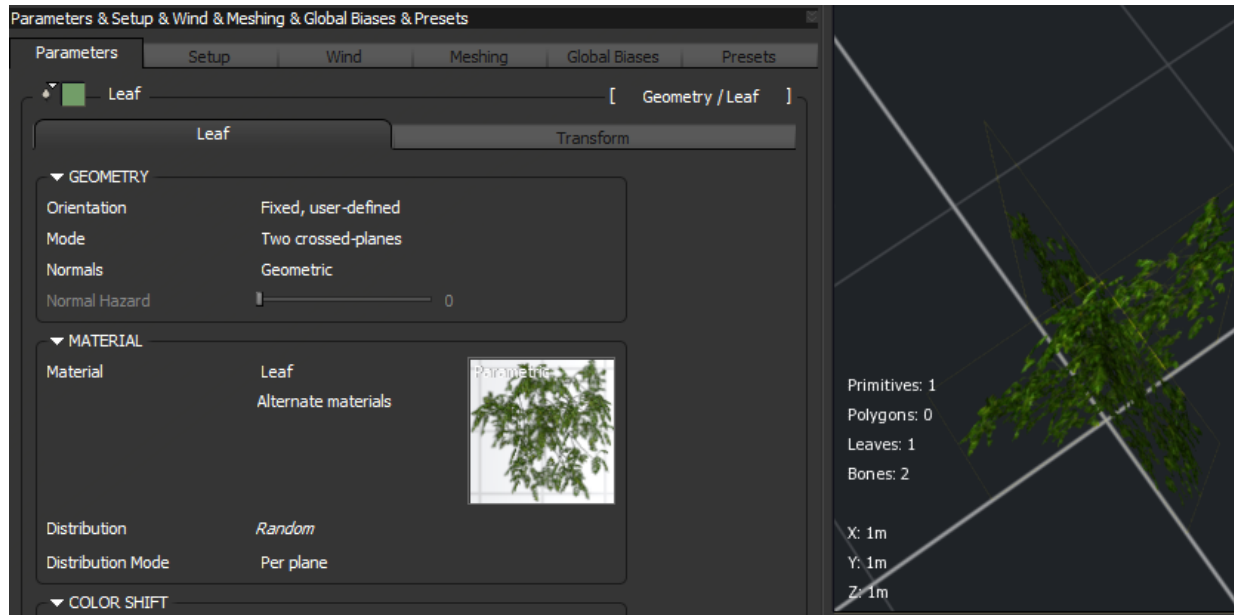 Parameters & Setup & Wind & Meshing & Global Biases & Presets
Parameters Setup Wind Meshing Global Biases Presets
Leaf [ Geometry / Leaf ]
Leaf Transform
GEOMETRY
Orientation Fixed, user-defined
Mode Two crossed-planes
Normals Geometric
Normal Hazard 0
MATERIAL
Material Leaf
Parametric
Alternate materials
Distribution Random
Distribution Mode Per plane
COLOR SHIFT
Primitives: 1
Polygons: 0
Leaves: 1
Bones: 2
X: 1m
Y: 1m
Z: 1m